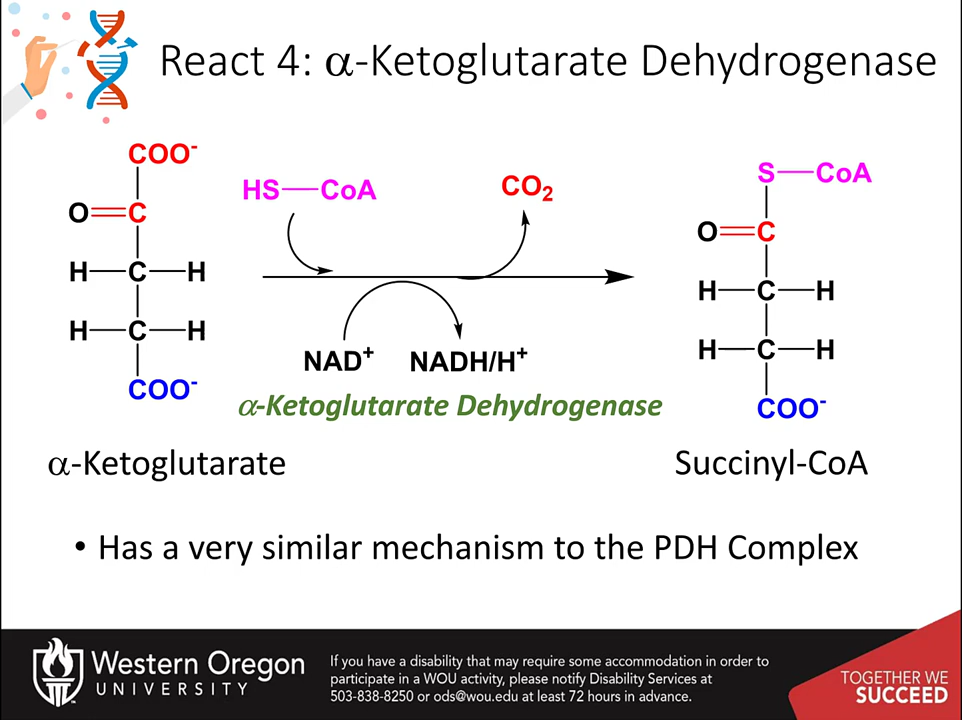 React 4: α-Ketoglutarate Dehydrogenase
COO-
O=C
H—C—H
H—C—H
COO-
α-Ketoglutarate
HS—CoA
CO2
NAD+ NADH/H+
α-Ketoglutarate Dehydrogenase
S—CoA
O=C
H—C—H
H—C—H
COO-
Succinyl-CoA
• Has a very similar mechanism to the PDH Complex
Western Oregon
UNIVERSITY
If you have a disability that may require some accommodation in order to
participate in a WOU activity, please notify Disability Services at
503-838-8250 or ods@wou.edu at least 72 hours in advance.
TOGETHER WE
SUCCEED